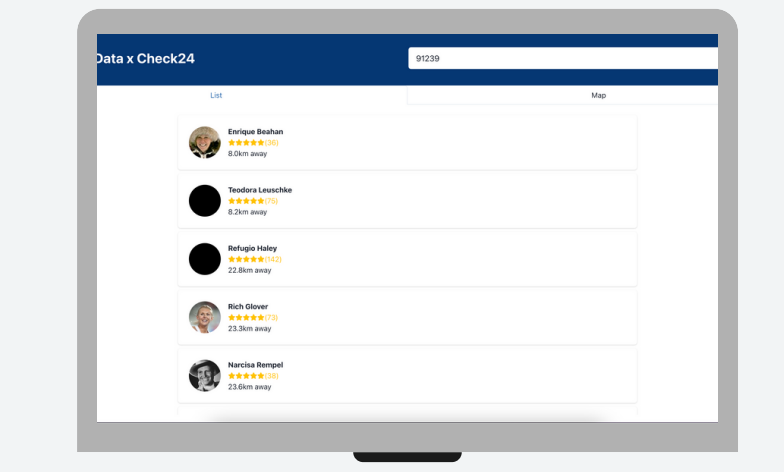 Data x Check24
91239
List
Map
Enrique Beahan
★★★★★(36)
8.0km away
Teodora Leuschke
★★★★★(75)
8.2km away
Refugio Haley
★★★★★(142)
22.8km away
Rich Glover
★★★★★(73)
23.3km away
Narcisa Rempel
★★★★★(38)
23.6km away